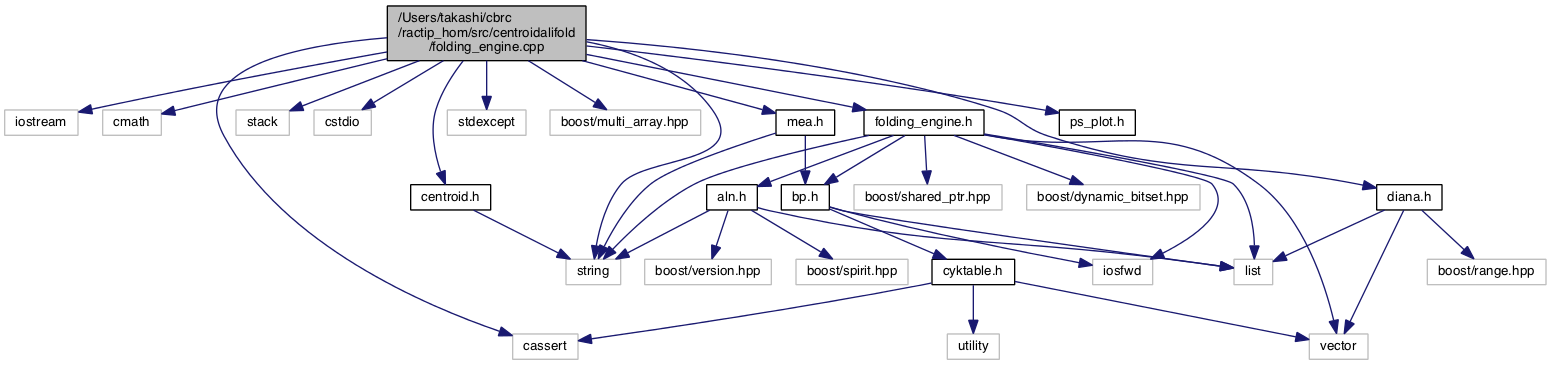 /Users/takashi/cbrc
/ractip_hom/src/centroidalifold
/folding_engine.cpp
iostream
cmath
stack
cstdio
stdexcept
boost/multi_array.hpp
mea.h
folding_engine.h
ps_plot.h
centroid.h
aln.h
bp.h
boost/shared_ptr.hpp
boost/dynamic_bitset.hpp
diana.h
string
boost/version.hpp
boost/spirit.hpp
cyktable.h
iosfwd
list
boost/range.hpp
cassert
utility
vector